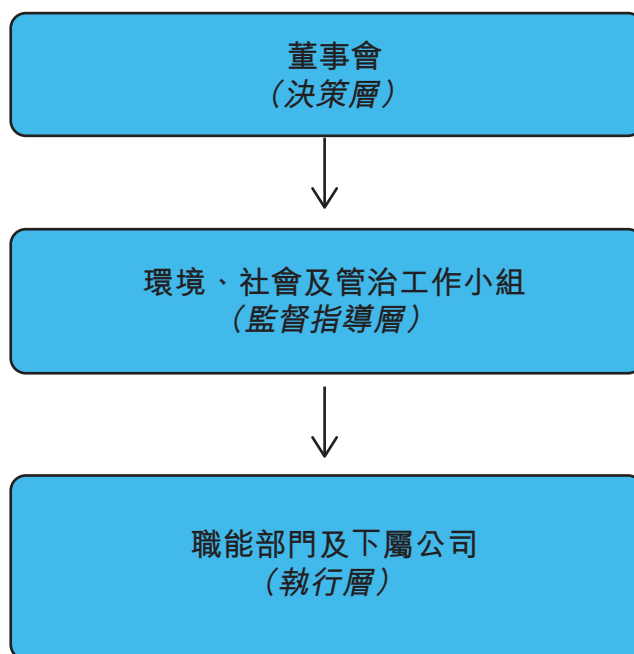 董事會
（決策層）
環境、社會及管治工作小組
（監督指導層）
職能部門及下屬公司
（執行層）